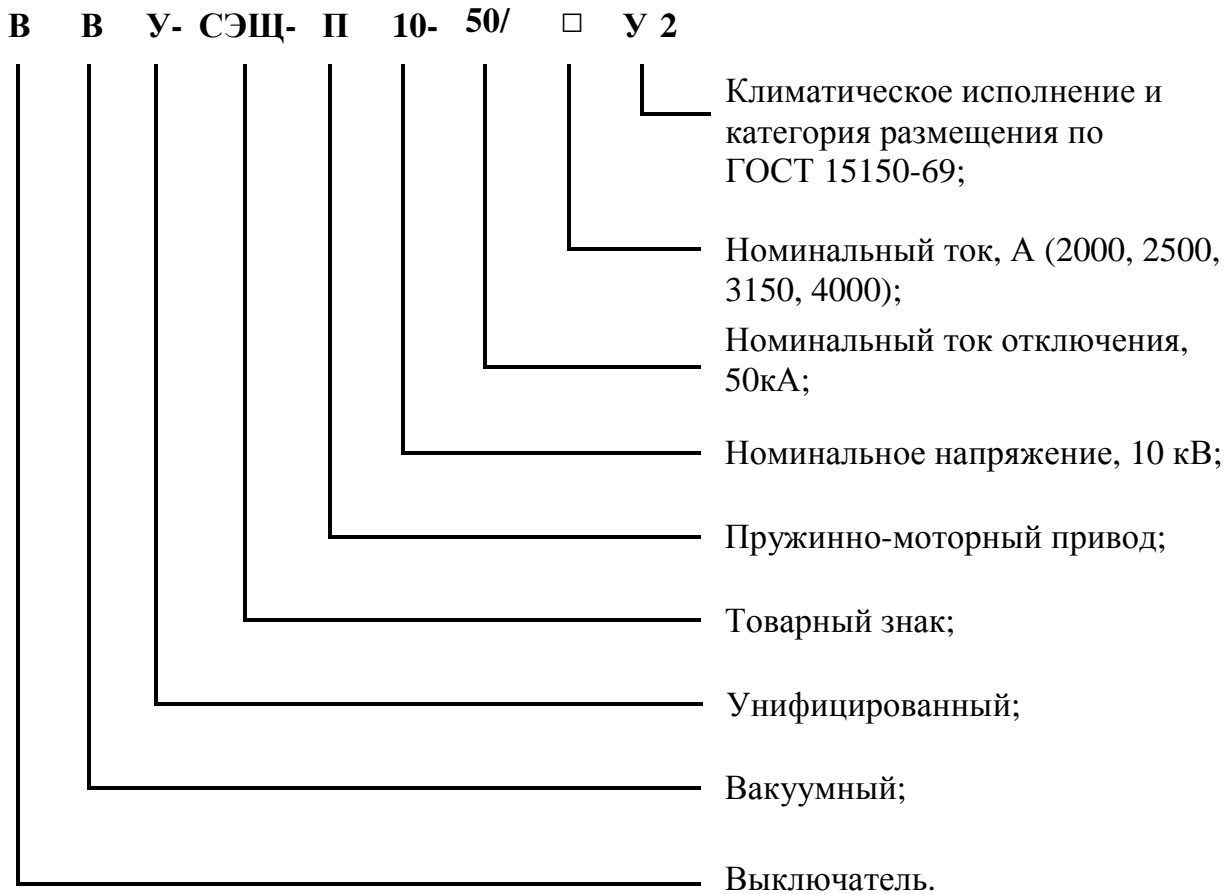 В В У- СЭЩ- П 10- 50/ □ У 2
Климатическое исполнение и
категория размещения по
ГОСТ 15150-69;
Номинальный ток, А (2000, 2500,
3150, 4000);
Номинальный ток отключения,
50кА;
Номинальное напряжение, 10 кВ;
Пружинно-моторный привод;
Товарный знак;
Унифицированный;
Вакуумный;
Выключатель.